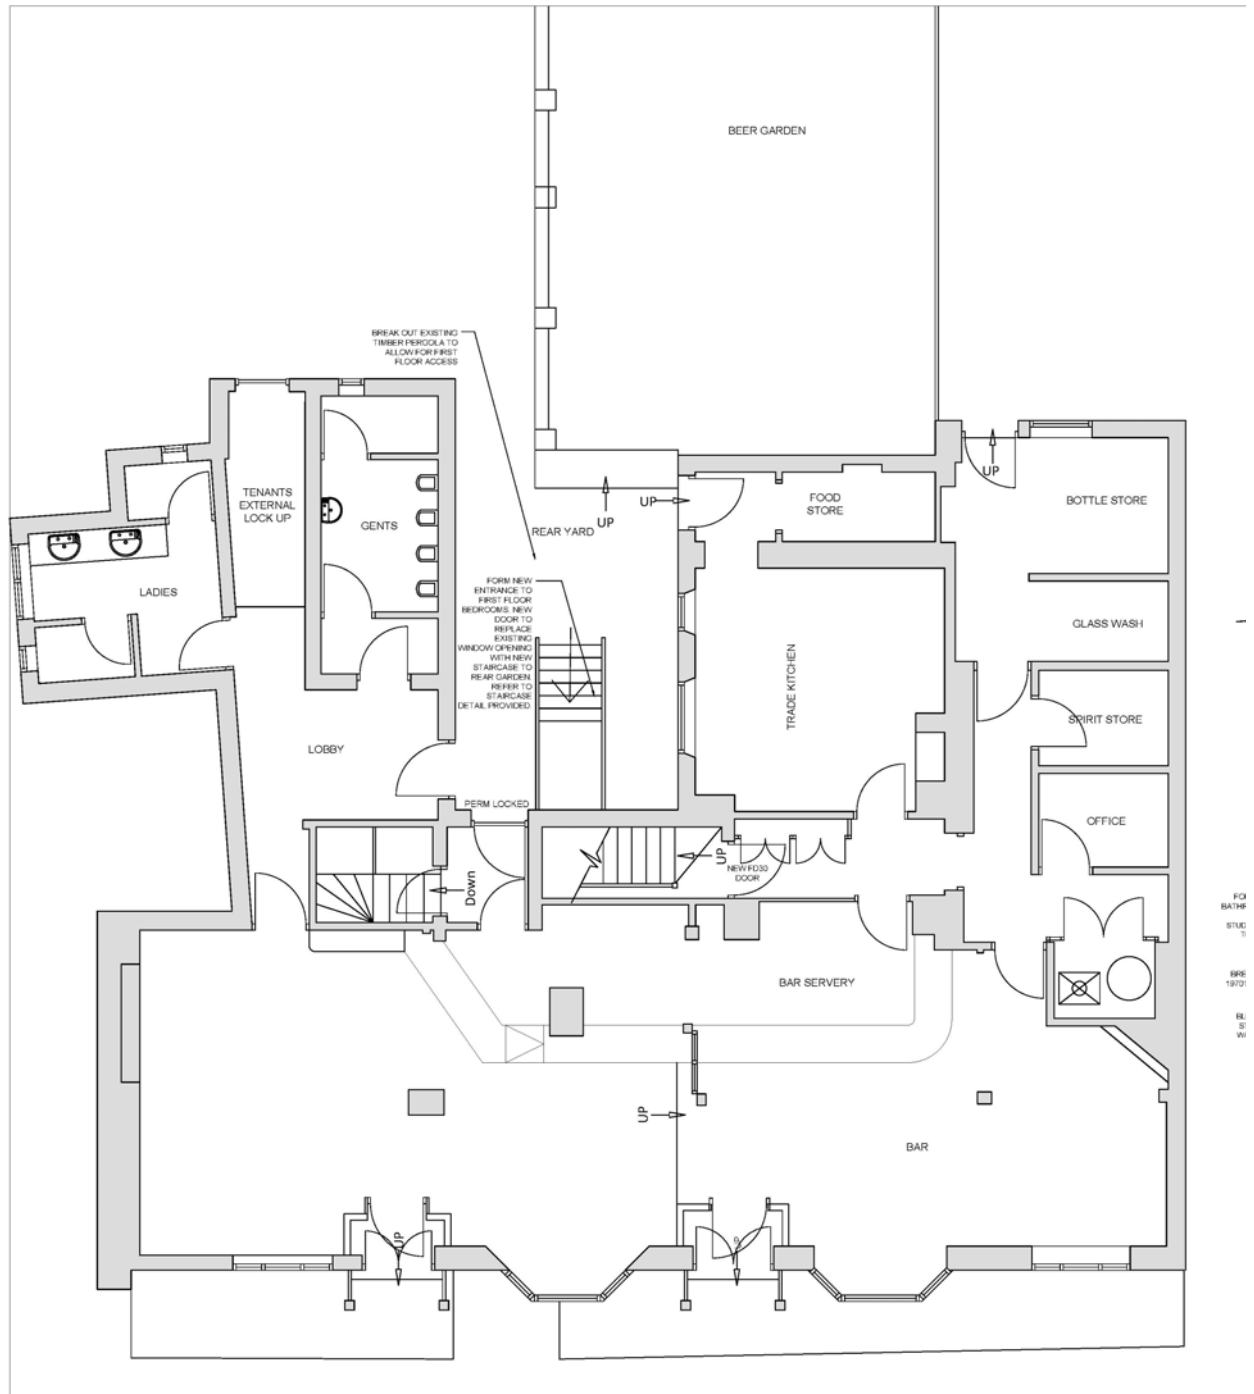 BEER GARDEN
BREAK OUT EXISTING
TIMBER PERGOLA TO
ALLOW FOR FIRST
FLOOR ACCESS
TENANTS
EXTERNAL
LOCK UP
GENTS
UP
FOOD
STORE
UP
BOTTLE STORE
UP
REAR YARD
LADIES
FORM NEW
ENTRANCE TO
FIRST FLOOR
BEDROOMS. NEW
DOOR TO
REPLACE
EXISTING
WINDOW OPENING
WITH NEW
STAIRCASE TO
REAR GARDEN.
REFER TO
STAIRCASE
DETAIL PROVIDED.
GLASS WASH
TRADE KITCHEN
SPIRIT STORE
LOBBY
PERM LOCKED
OFFICE
UP
NEW FD30
DOOR
Down
BAR SERVERY
UP
BAR
UP